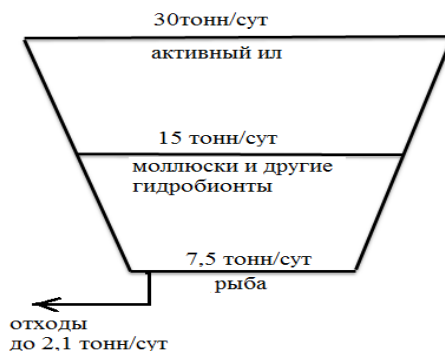 30тонн/сут
активный ил
15 тонн/сут
моллюски и другие
гидробионты
7,5 тонн/сут
рыба
отходы
до 2,1 тонн/сут